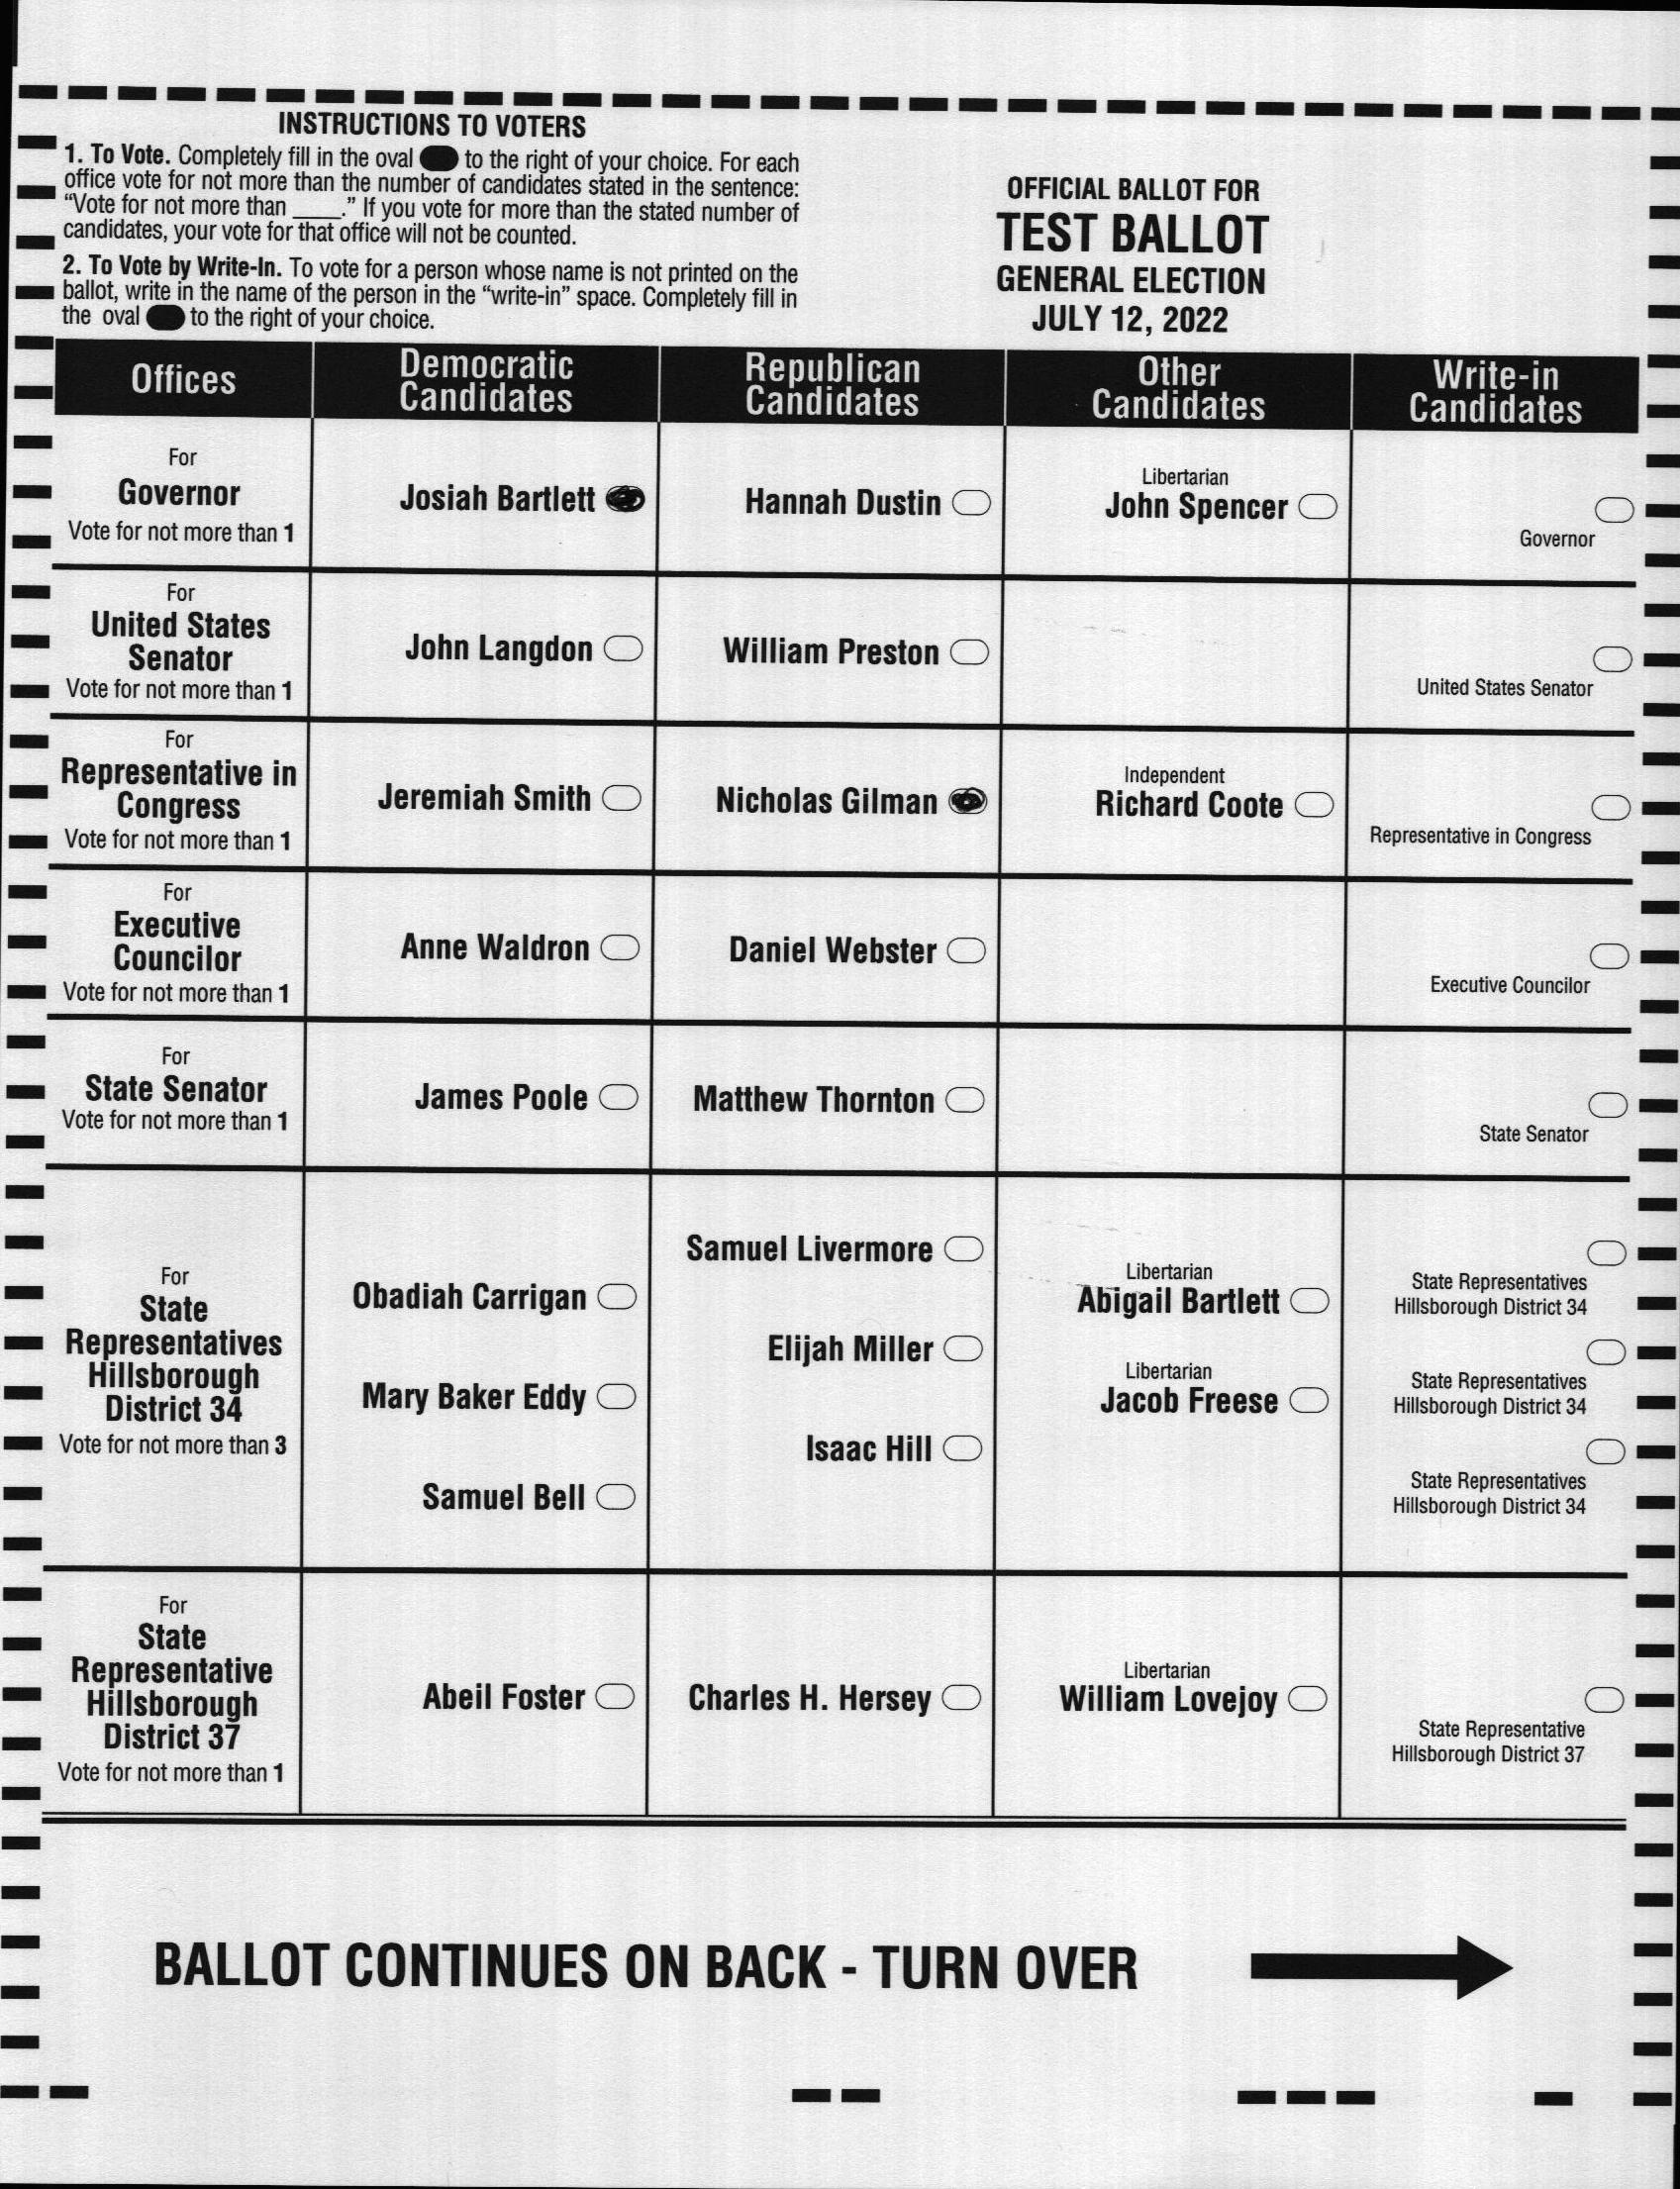 INSTRUCTIONS TO VOTERS
1. To Vote. Completely fill in the oval to the right of your choice. For each
office vote for not more than the number of candidates stated in the sentence:
“Vote for not more than ____.” If you vote for more than the stated number of
candidates, your vote for that office will not be counted.
2. To Vote by Write-In. To vote for a person whose name is not printed on the
ballot, write in the name of the person in the “write-in” space. Completely fill in
the oval to the right of your choice.
OFFICIAL BALLOT FOR
TEST BALLOT
GENERAL ELECTION
JULY 12, 2022
Offices
Democratic
Candidates
Republican
Candidates
Other
Candidates
Write-in
Candidates
For
Governor
Vote for not more than 1
Josiah Bartlett
Hannah Dustin
Libertarian
John Spencer
Governor
For
United States
Senator
Vote for not more than 1
John Langdon
William Preston
United States Senator
For
Representative in
Congress
Vote for not more than 1
Jeremiah Smith
Nicholas Gilman
Independent
Richard Coote
Representative in Congress
For
Executive
Councilor
Vote for not more than 1
Anne Waldron
Daniel Webster
Executive Councilor
For
State Senator
Vote for not more than 1
James Poole
Matthew Thornton
State Senator
For
State
Representatives
Hillsborough
District 34
Vote for not more than 3
Obadiah Carrigan
Mary Baker Eddy
Samuel Bell
Samuel Livermore
Elijah Miller
Isaac Hill
Libertarian
Abigail Bartlett
Libertarian
Jacob Freese
State Representatives
Hillsborough District 34
State Representatives
Hillsborough District 34
State Representatives
Hillsborough District 34
For
State
Representative
Hillsborough
District 37
Vote for not more than 1
Abeil Foster
Charles H. Hersey
Libertarian
William Lovejoy
State Representative
Hillsborough District 37
BALLOT CONTINUES ON BACK - TURN OVER